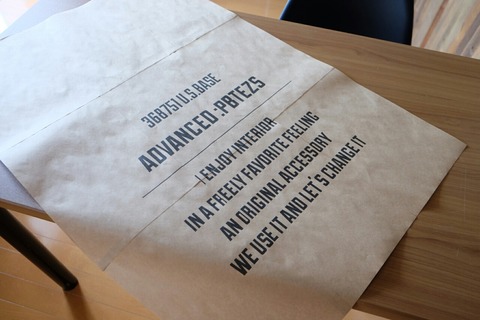 368751 U.S.BASE
ADVANCED :PBTEZS
ENJOY INTERIOR
IN A FREELY FAVORITE FEELING
AN ORIGINAL ACCESSORY
WE USE IT AND LET'S CHANGE IT